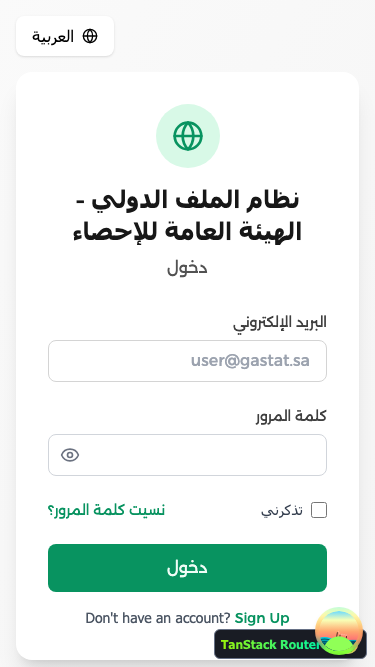 العربية
نظام الملف الدولي -
الهيئة العامة للإحصاء
دخول
البريد الإلكتروني
user@gastat.sa
كلمة المرور
تذكرني
نسيت كلمة المرور؟
دخول
Don't have an account? Sign Up
TanStack Router